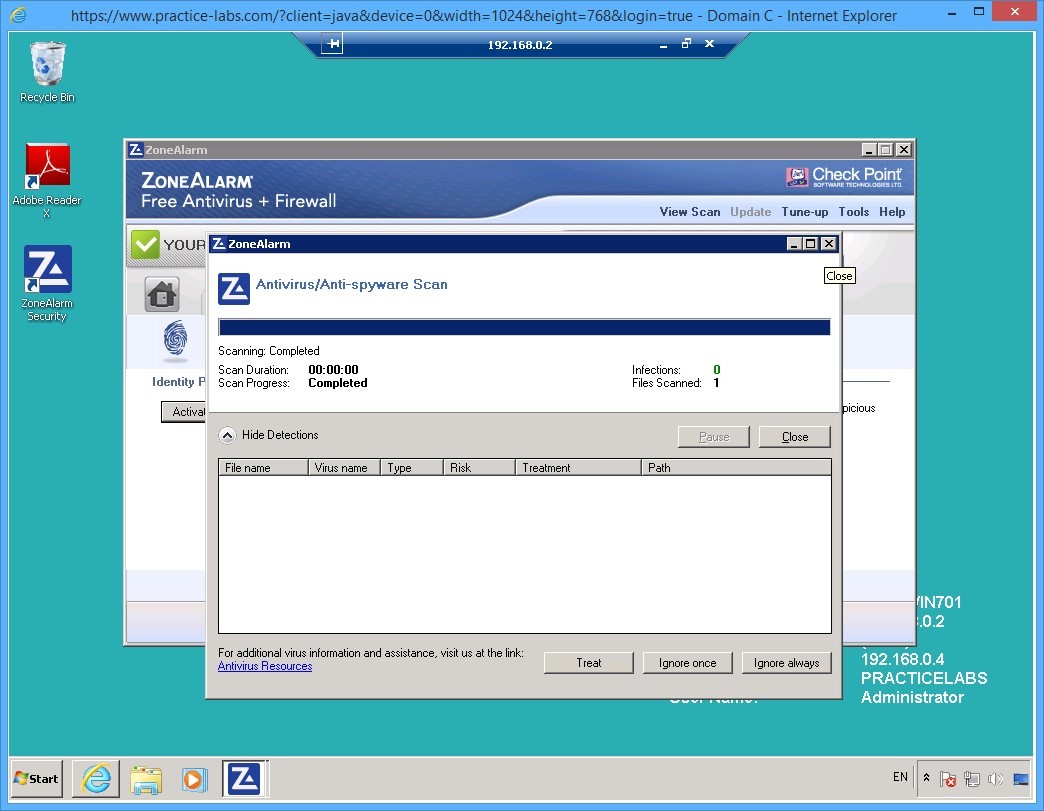 https://www.practice-labs.com/?client=java&device=0&width=1024&height=768&login=true - Domain C - Internet Explorer
192.168.0.2
Recycle Bin
Adobe Reader
X
ZoneAlarm
Security
ZoneAlarm
ZONEALARM
Free Antivirus + Firewall
Check Point
SOFTWARE TECHNOLOGIES LTD.
View Scan Update Tune-up Tools Help
YOUR
ZoneAlarm
Close
Antivirus/Anti-spyware Scan
Scanning: Completed
Scan Duration: 00:00:00
Infections: 0
Scan Progress: Completed
Files Scanned: 1
Identity P
Activat
picious
Hide Detections
Pause
Close
File name Virus name Type Risk Treatment Path
For additional virus information and assistance, visit us at the link:
Antivirus Resources
Treat
Ignore once
Ignore always
IN701
.0.2
192.168.0.4
PRACTICELABS
User Name:
Administrator
Start
EN